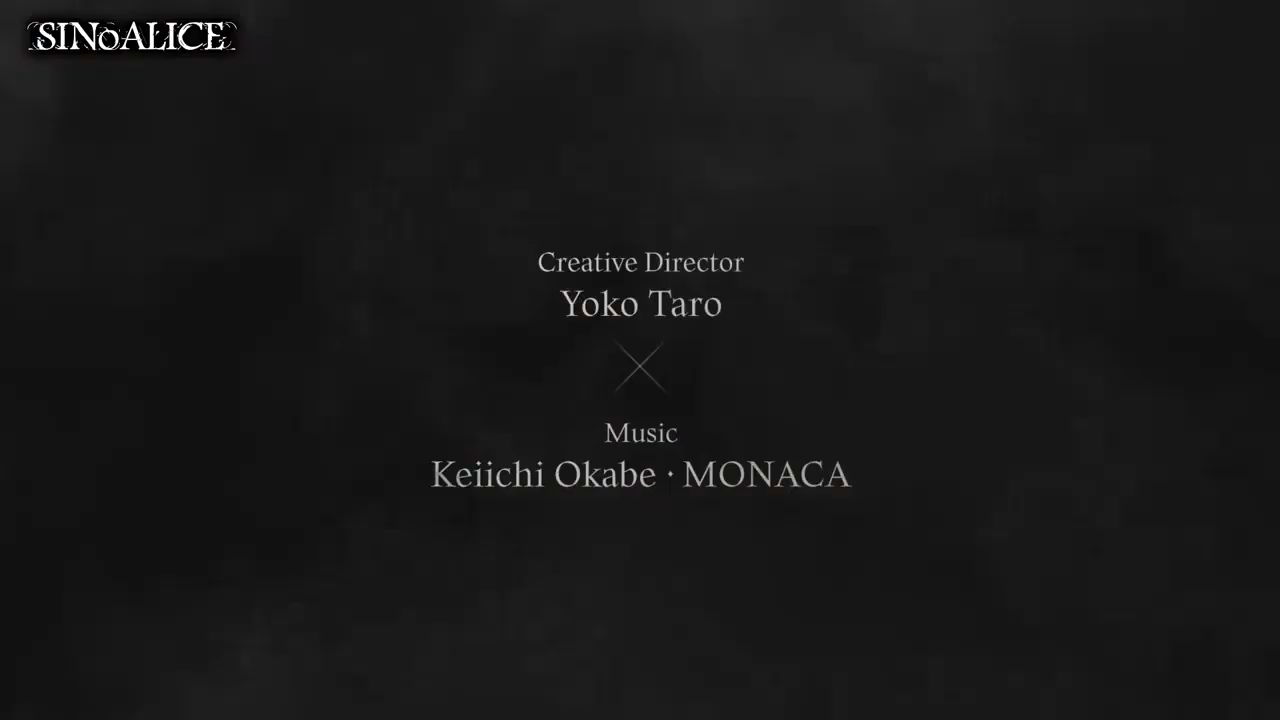 SINoALICE
Creative Director
Yoko Taro
Music
Keiichi Okabe · MONACA